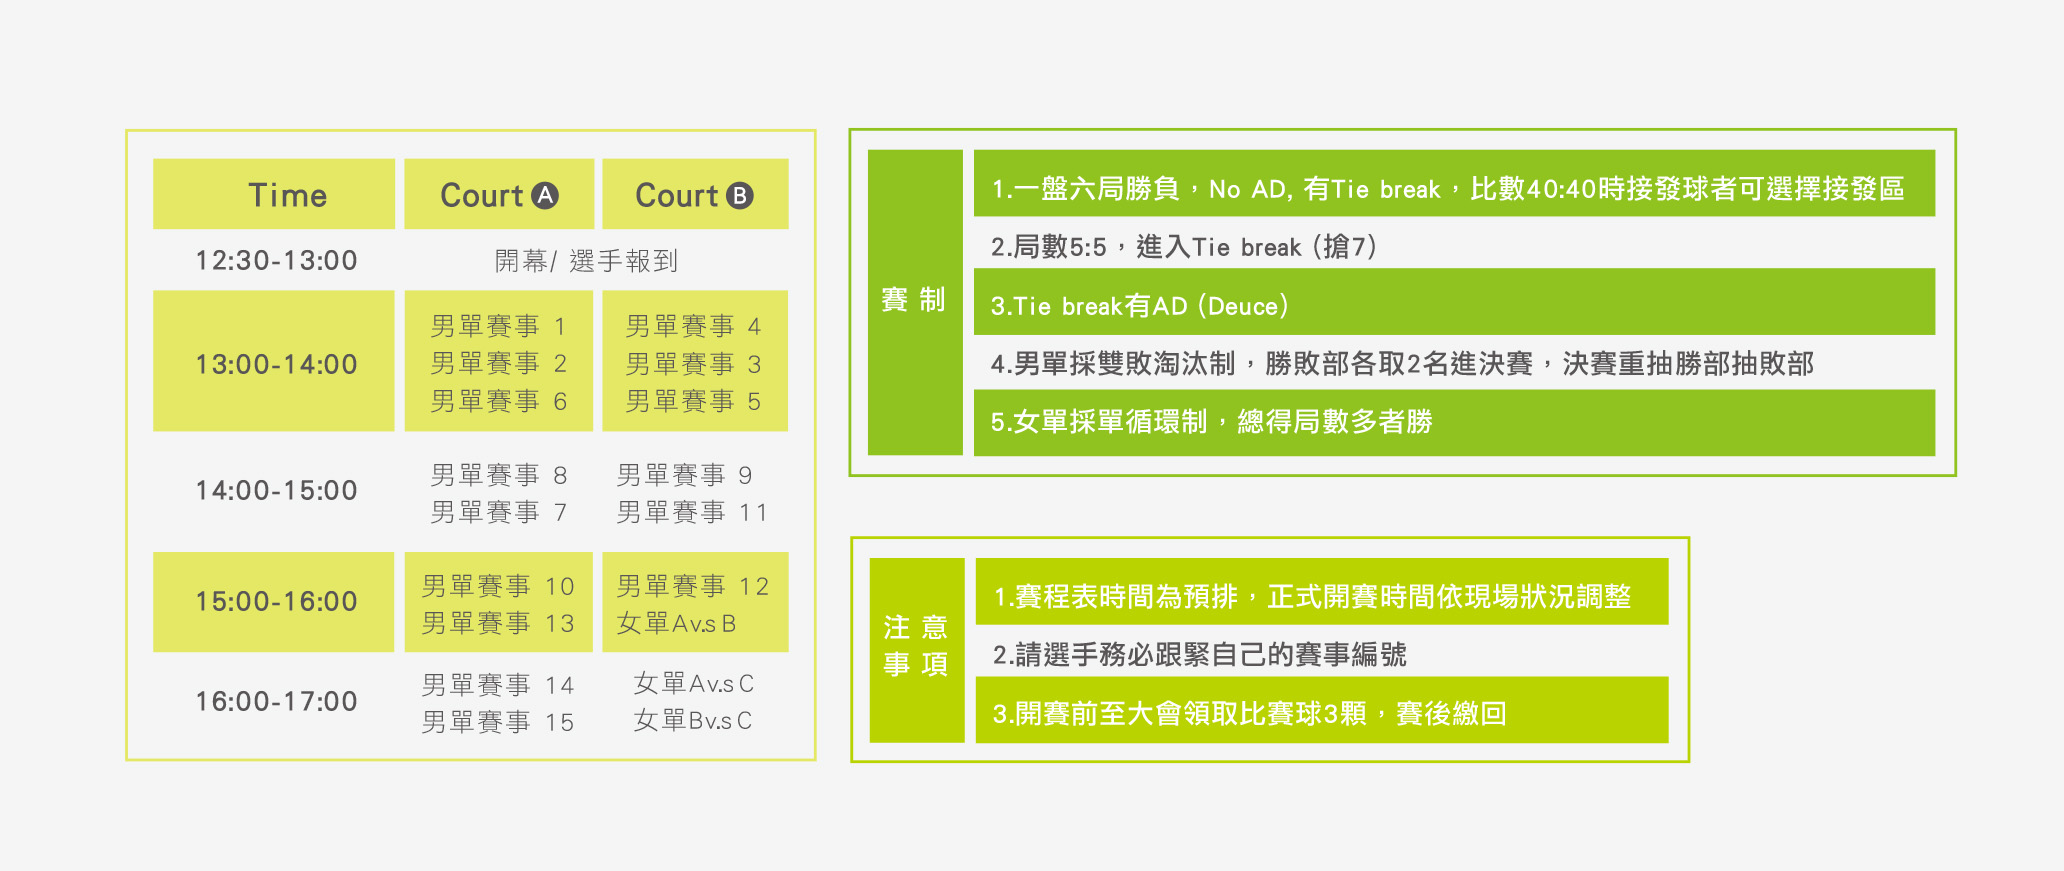 Time Court A Court B
12:30-13:00 開幕/ 選手報到
13:00-14:00
男單賽事 1 男單賽事 4
男單賽事 2 男單賽事 3
男單賽事 6 男單賽事 5
14:00-15:00
男單賽事 8 男單賽事 9
男單賽事 7 男單賽事 11
15:00-16:00
男單賽事 10 男單賽事 12
男單賽事 13 女單Av.s B
16:00-17:00
男單賽事 14 女單Av.s C
男單賽事 15 女單Bv.s C
賽制
1.一盤六局勝負，No AD, 有Tie break，比數40:40時接發球者可選擇接發區
2.局數5:5，進入Tie break (搶7)
3.Tie break有AD (Deuce)
4.男單採雙敗淘汰制，勝敗部各取2名進決賽，決賽重抽勝部抽敗部
5.女單採單循環制，總得局數多者勝
注意
事項
1.賽程表時間為預排，正式開賽時間依現場狀況調整
2.請選手務必跟緊自己的賽事編號
3.開賽前至大會領取比賽球3顆，賽後繳回